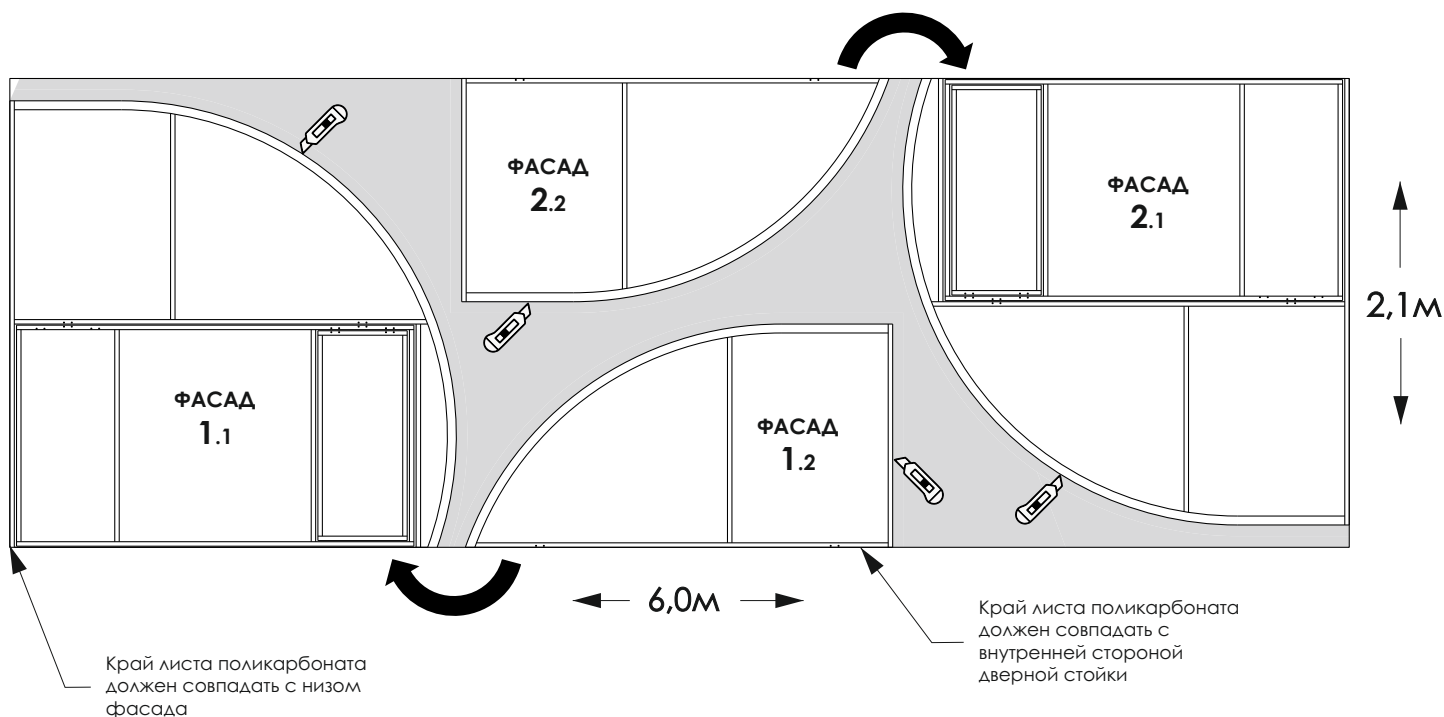 ФАСАД
2.2
ФАСАД
2.1
2,1м
ФАСАД
1.1
ФАСАД
1.2
6,0м
Край листа поликарбоната
должен совпадать с
внутренней стороной
дверной стойки
Край листа поликарбоната
должен совпадать с низом
фасада